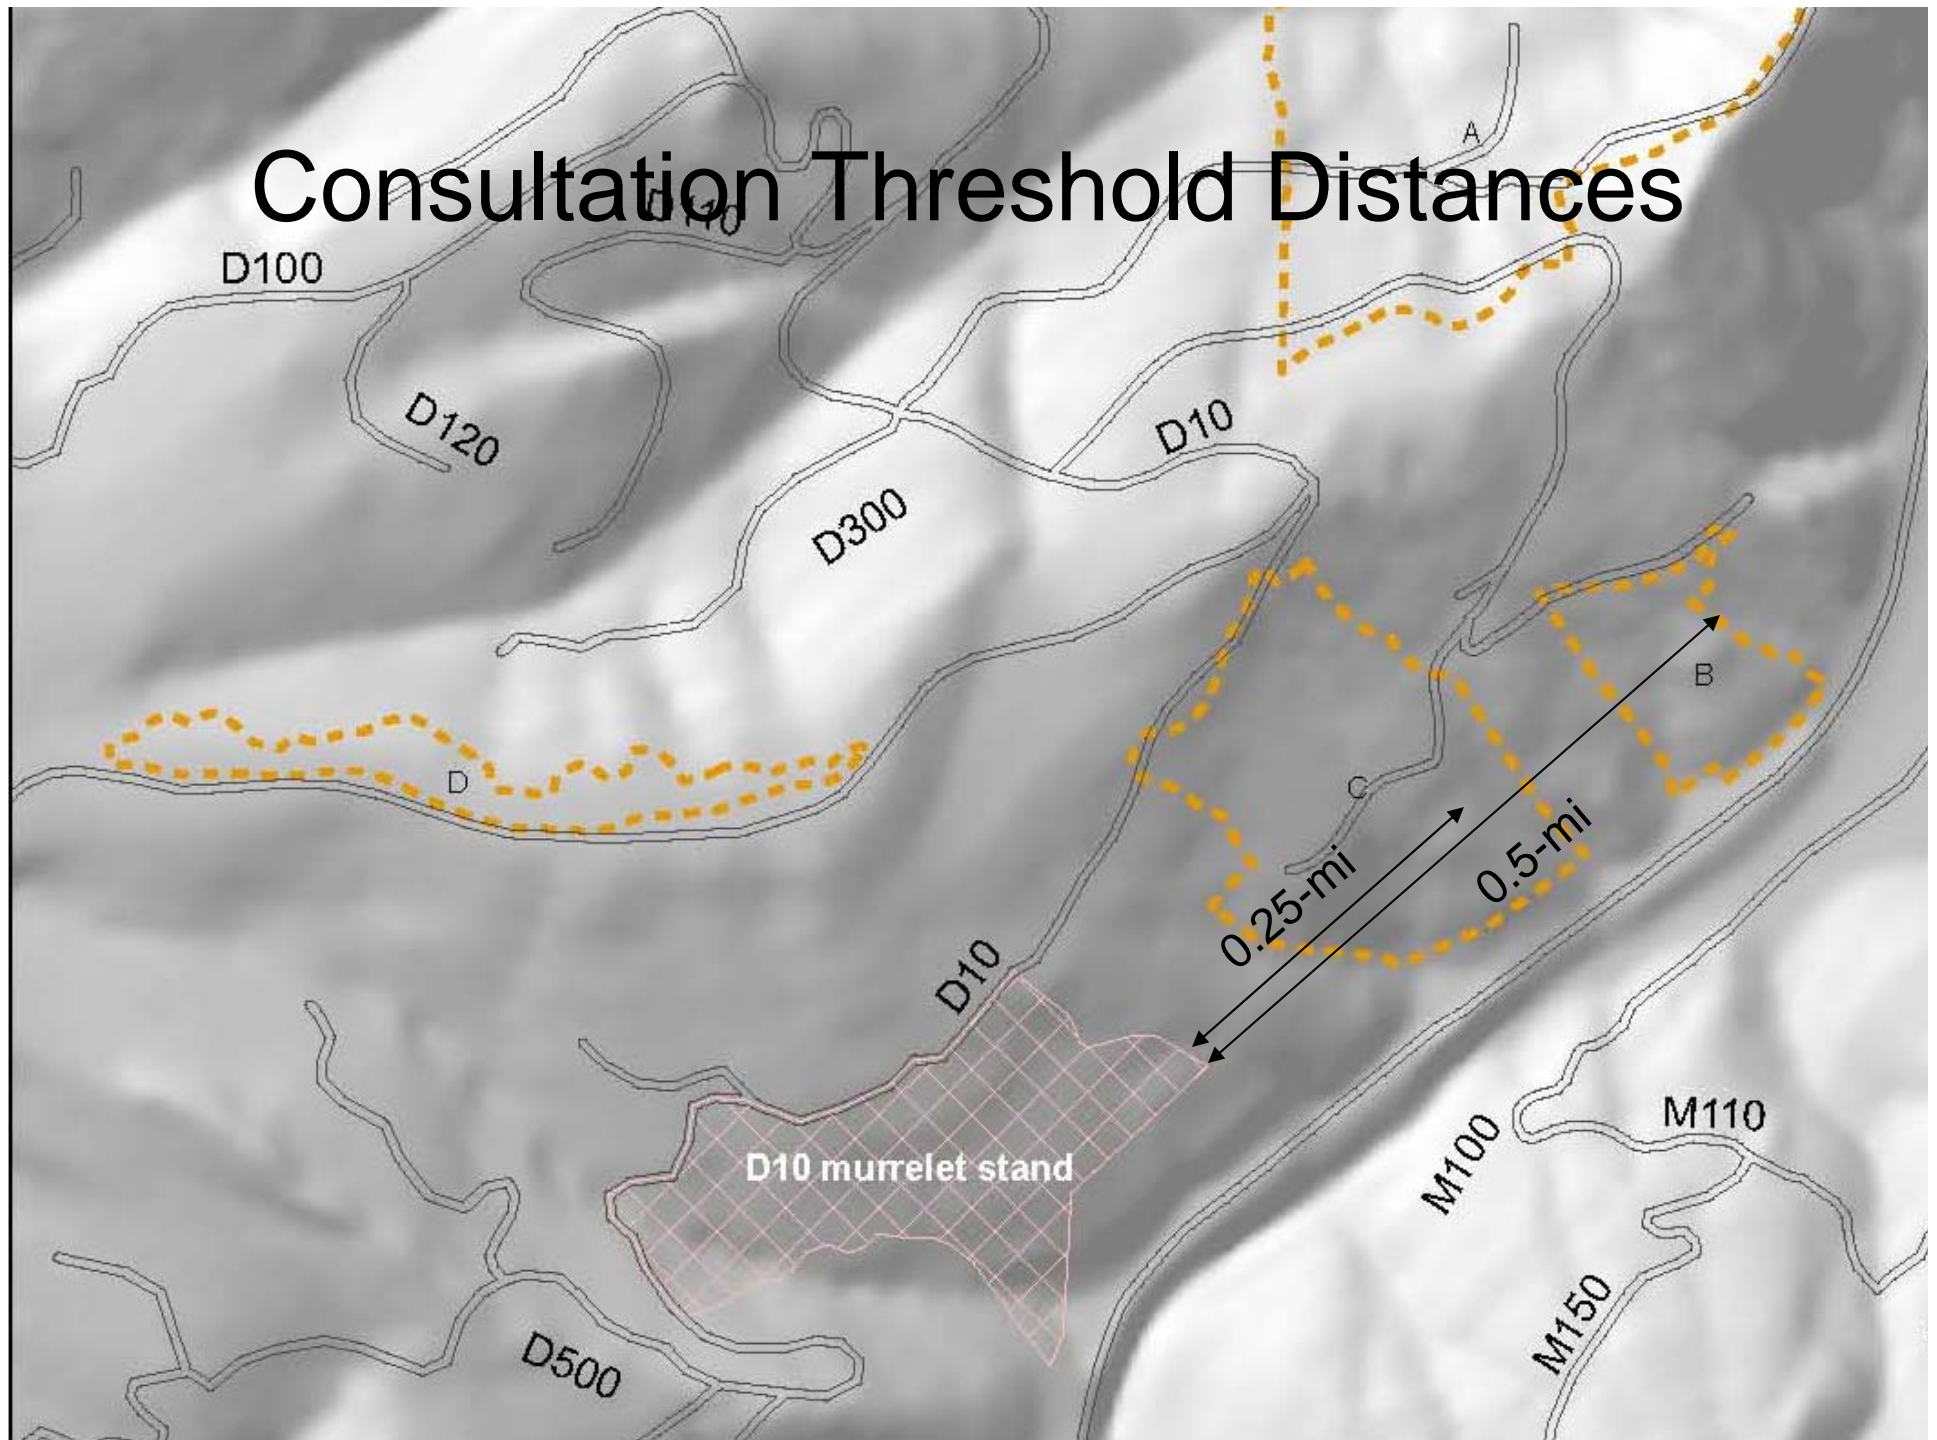 A
Consultation Threshold Distances
D110
D100
D120
D10
D300
B
D
C
0.25-mi
0.5-mi
D10
M110
M100
D10 murrelet stand
M150
D500